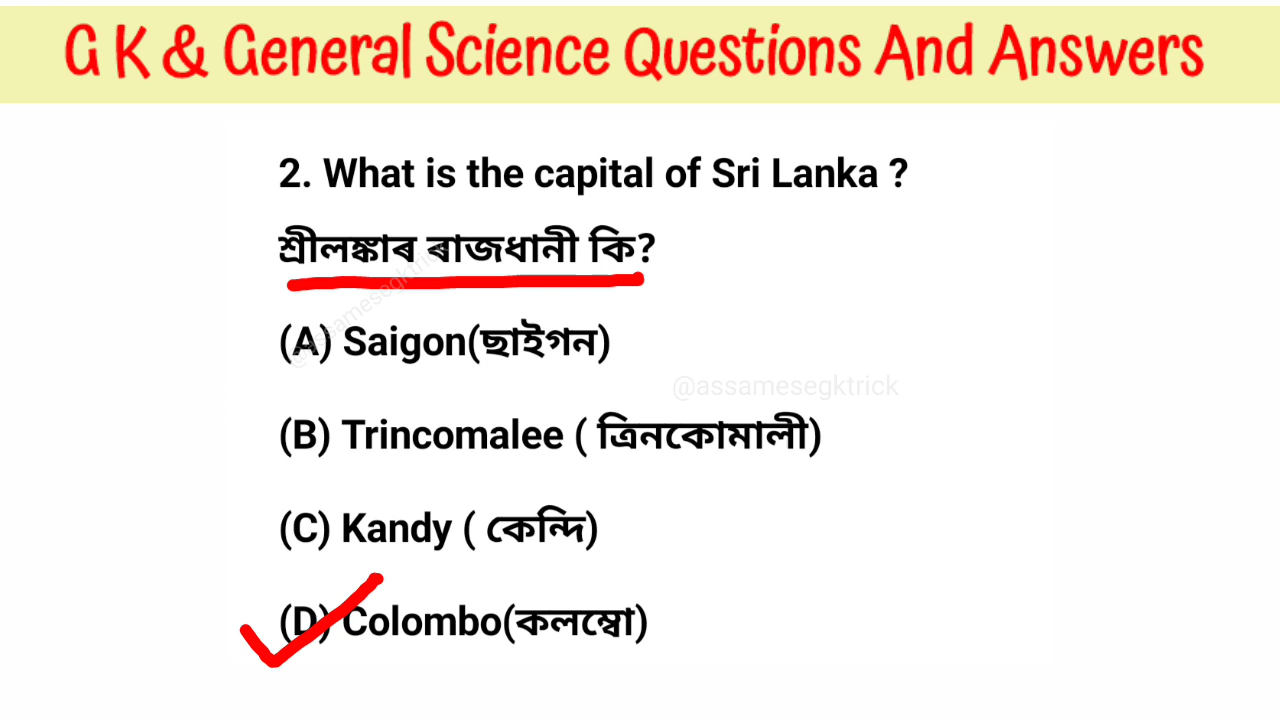 G K & General Science Questions And Answers
2. What is the capital of Sri Lanka ?
শ্ৰীলঙ্কাৰ ৰাজধানী কি?
(A) Saigon(ছাইগন)
@assamesegktrick
@assamesegktrick
(B) Trincomalee ( ত্ৰিনকোমালী)
(C) Kandy ( কেন্দি)
(D) Colombo(কলম্বো)